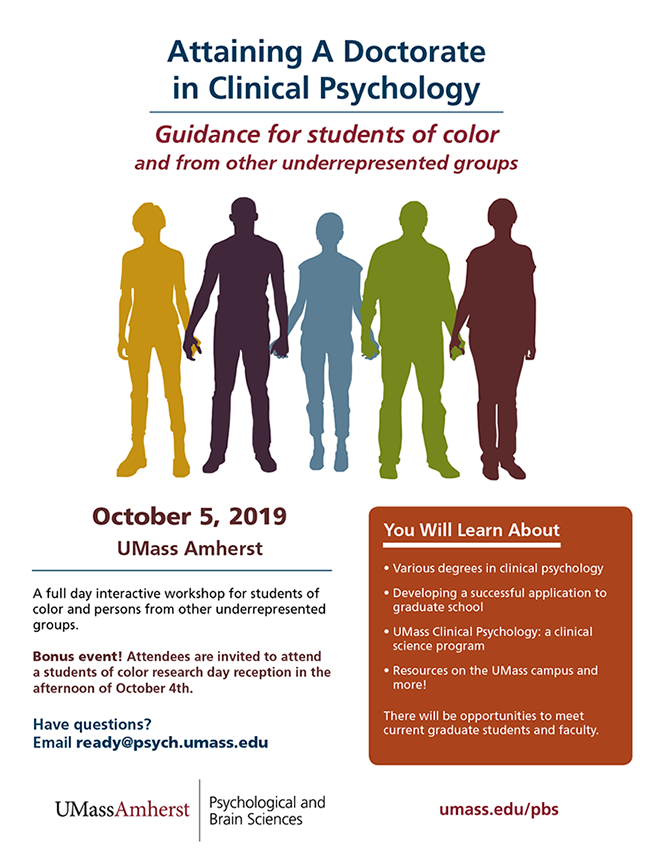 Attaining A Doctorate
in Clinical Psychology
Guidance for students of color
and from other underrepresented groups
October 5, 2019
UMass Amherst
A full day interactive workshop for students of
color and persons from other underrepresented
groups.
Bonus event! Attendees are invited to attend
a students of color research day reception in the
afternoon of October 4th.
Have questions?
Email ready@psych.umass.edu
You Will Learn About
• Various degrees in clinical psychology
• Developing a successful application to
graduate school
• UMass Clinical Psychology: a clinical
science program
• Resources on the UMass campus and
more!
There will be opportunities to meet
current graduate students and faculty.
UMassAmherst
Psychological and
Brain Sciences
umass.edu/pbs